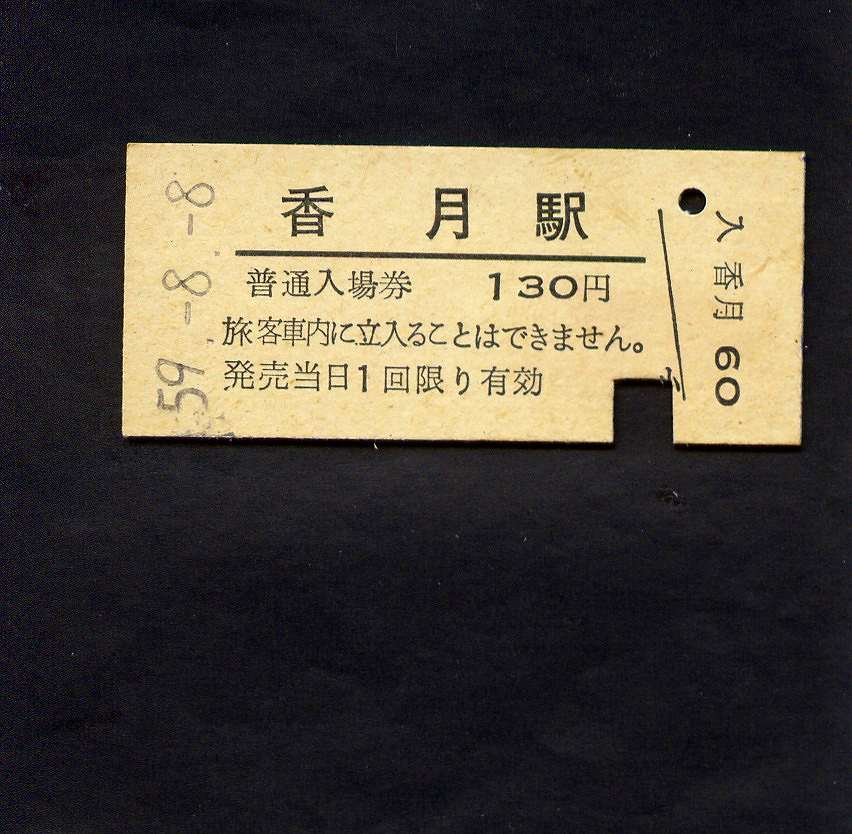 香月駅
普通入場券 130円
旅客車内に立入ることはできません。
発売当日1回限り有効
59.-8.-8
入 香月 60